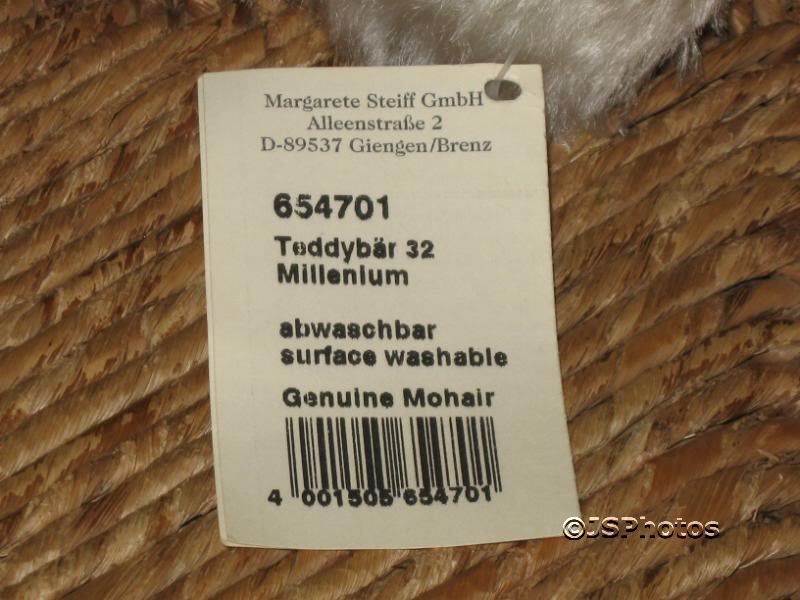 Margarete Steiff GmbH
Alleenstraße 2
D-89537 Giengen/Brenz
654701
Teddybär 32
Millenium
abwaschbar
surface washable
Genuine Mohair
4 001505 654701
©JSPhotos